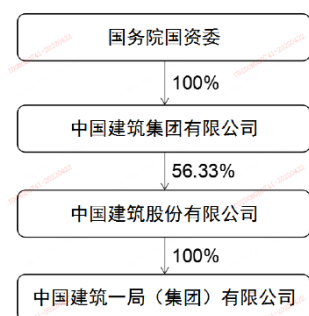 国务院国资委
100%
中国建筑集团有限公司
56.33%
中国建筑股份有限公司
100%
中国建筑一局（集团）有限公司